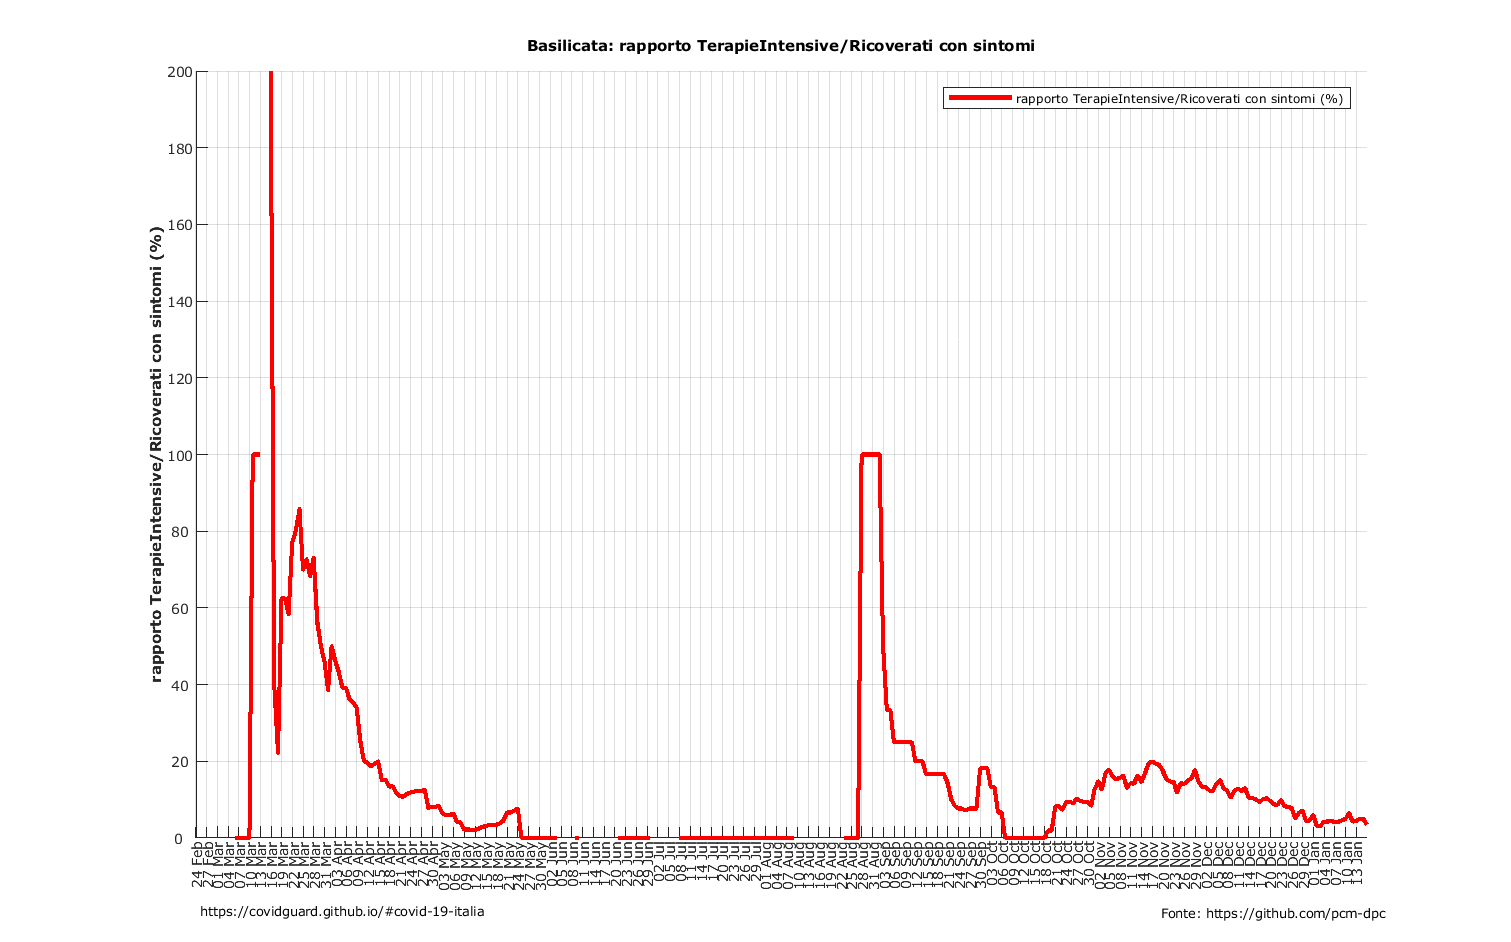 Basilicata: rapporto TerapieIntensive/Ricoverati con sintomi
rapporto TerapieIntensive/Ricoverati con sintomi (%)
rapporto TerapieIntensive/Ricoverati con sintomi (%)
200
180
160
140
120
100
80
60
40
20
0
24 Feb
27 Feb
01 Mar
04 Mar
07 Mar
10 Mar
13 Mar
16 Mar
19 Mar
22 Mar
25 Mar
28 Mar
31 Mar
03 Apr
06 Apr
09 Apr
12 Apr
15 Apr
18 Apr
21 Apr
24 Apr
27 Apr
30 Apr
03 May
06 May
09 May
12 May
15 May
18 May
21 May
24 May
27 May
30 May
02 Jun
05 Jun
08 Jun
11 Jun
14 Jun
17 Jun
20 Jun
23 Jun
26 Jun
29 Jun
02 Jul
05 Jul
08 Jul
11 Jul
14 Jul
17 Jul
20 Jul
23 Jul
26 Jul
29 Jul
01 Aug
04 Aug
07 Aug
10 Aug
13 Aug
16 Aug
19 Aug
22 Aug
25 Aug
28 Aug
31 Aug
03 Sep
06 Sep
09 Sep
12 Sep
15 Sep
18 Sep
21 Sep
24 Sep
27 Sep
30 Sep
03 Oct
06 Oct
09 Oct
12 Oct
15 Oct
18 Oct
21 Oct
24 Oct
27 Oct
30 Oct
02 Nov
05 Nov
08 Nov
11 Nov
14 Nov
17 Nov
20 Nov
23 Nov
26 Nov
29 Nov
02 Dec
05 Dec
08 Dec
11 Dec
14 Dec
17 Dec
20 Dec
23 Dec
26 Dec
29 Dec
01 Jan
04 Jan
07 Jan
10 Jan
13 Jan
https://covidguard.github.io/#covid-19-italia
Fonte: https://github.com/pcm-dpc